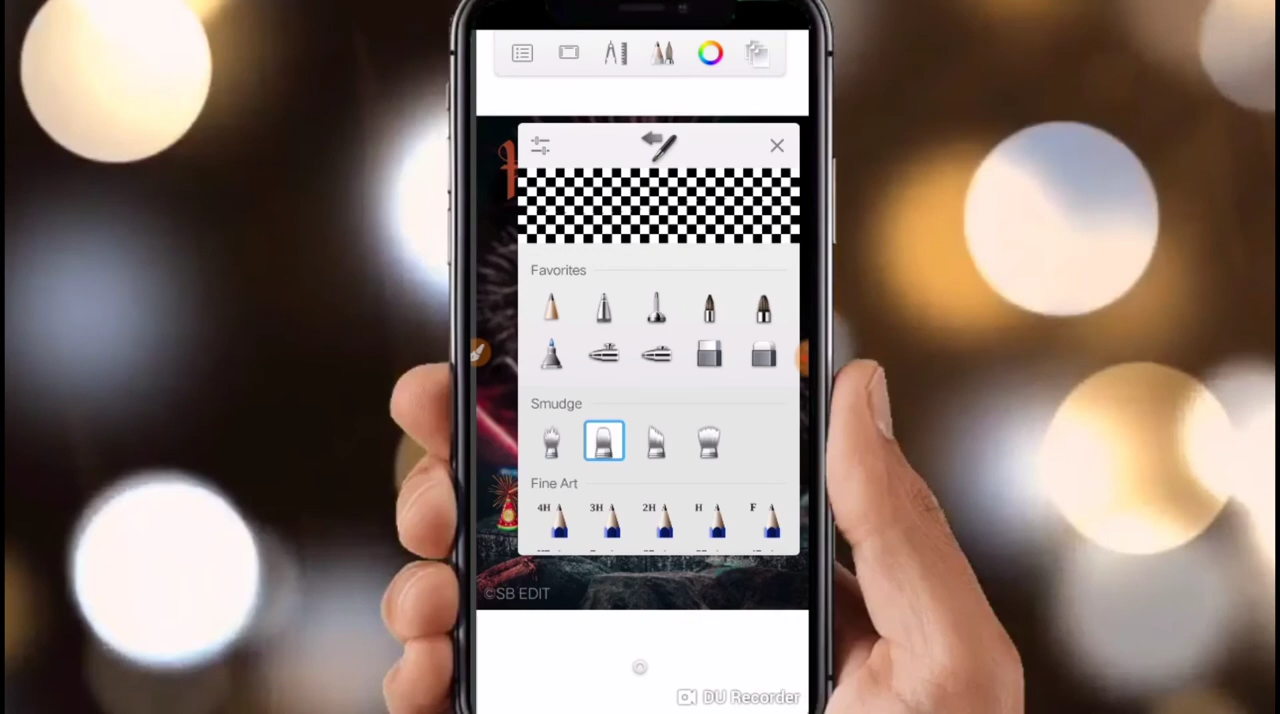 Favorites
Smudge
Fine Art
4H 3H 2H H F
©SB EDIT
DU Recorder